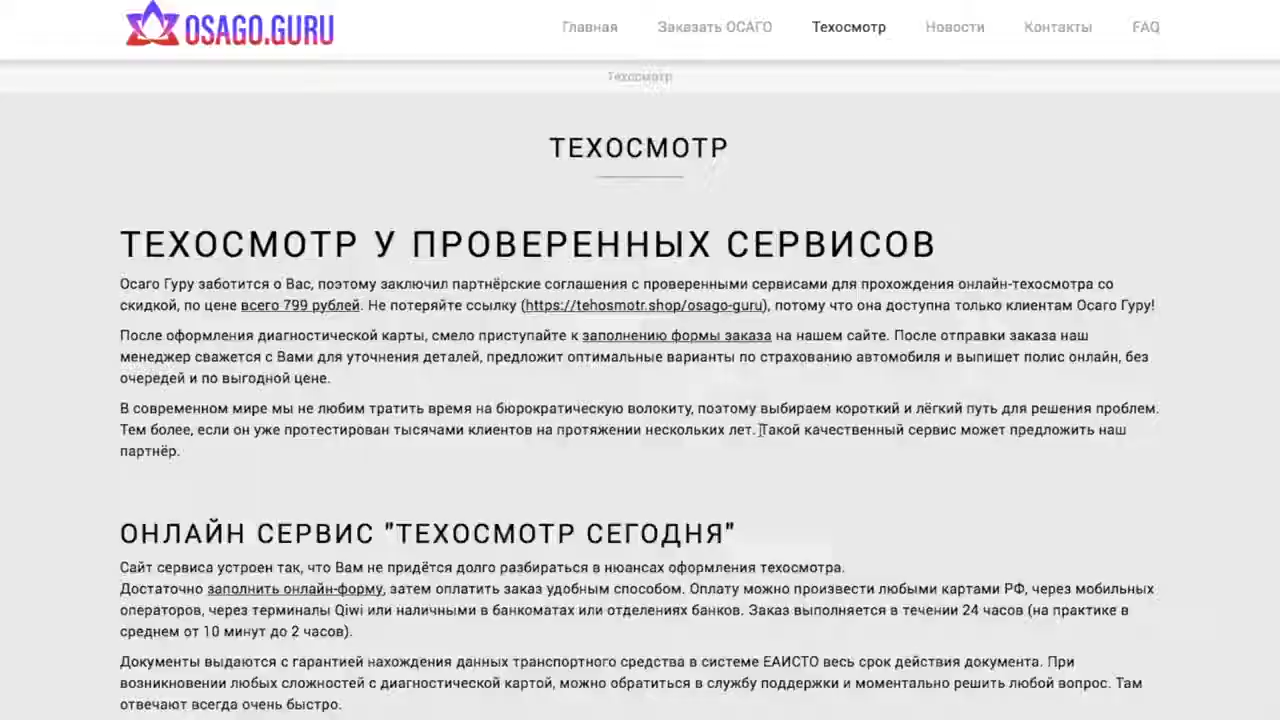 OSAGO.GURU
Главная Заказать ОСАГО Техосмотр Новости Контакты FAQ
Техосмотр
ТЕХОСМОТР
ТЕХОСМОТР У ПРОВЕРЕННЫХ СЕРВИСОВ
Осаго Гуру заботится о Вас, поэтому заключил партнёрские соглашения с проверенными сервисами для прохождения онлайн-техосмотра со
скидкой, по цене всего 799 рублей. Не потеряйте ссылку (https://tehosmotr.shop/osago-guru), потому что она доступна только клиентам Осаго Гуру!
После оформления диагностической карты, смело приступайте к заполнению формы заказа на нашем сайте. После отправки заказа наш
менеджер свяжется с Вами для уточнения деталей, предложит оптимальные варианты по страхованию автомобиля и выпишет полис онлайн, без
очередей и по выгодной цене.
В современном мире мы не любим тратить время на бюрократическую волокиту, поэтому выбираем короткий и лёгкий путь для решения проблем.
Тем более, если он уже протестирован тысячами клиентов на протяжении нескольких лет. Такой качественный сервис может предложить наш
партнёр.
ОНЛАЙН СЕРВИС "ТЕХОСМОТР СЕГОДНЯ"
Сайт сервиса устроен так, что Вам не придётся долго разбираться в нюансах оформления техосмотра.
Достаточно заполнить онлайн-форму, затем оплатить заказ удобным способом. Оплату можно произвести любыми картами РФ, через мобильных
операторов, через терминалы Qiwi или наличными в банкоматах или отделениях банков. Заказ выполняется в течении 24 часов (на практике в
среднем от 10 минут до 2 часов).
Документы выдаются с гарантией нахождения данных транспортного средства в системе ЕАИСТО весь срок действия документа. При
возникновении любых сложностей с диагностической картой, можно обратиться в службу поддержки и моментально решить любой вопрос. Там
отвечают всегда очень быстро.